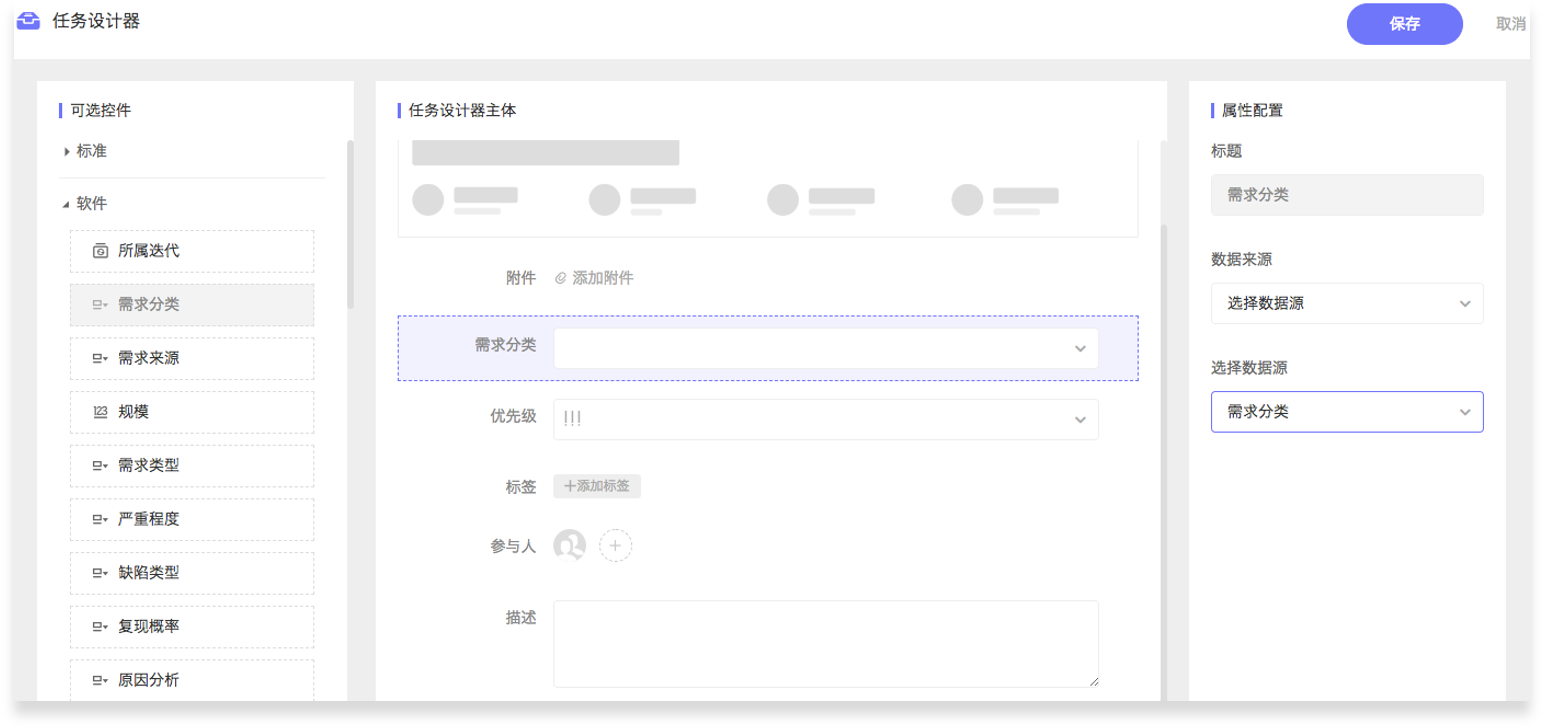 任务设计器
保存
取消
可选控件
标准
软件
所属迭代
需求分类
需求来源
123 规模
需求类型
严重程度
缺陷类型
复现概率
原因分析
任务设计器主体
附件 添加附件
需求分类
优先级 !!!
标签 +添加标签
参与人 +
描述
属性配置
标题
需求分类
数据来源
选择数据源
选择数据源
需求分类